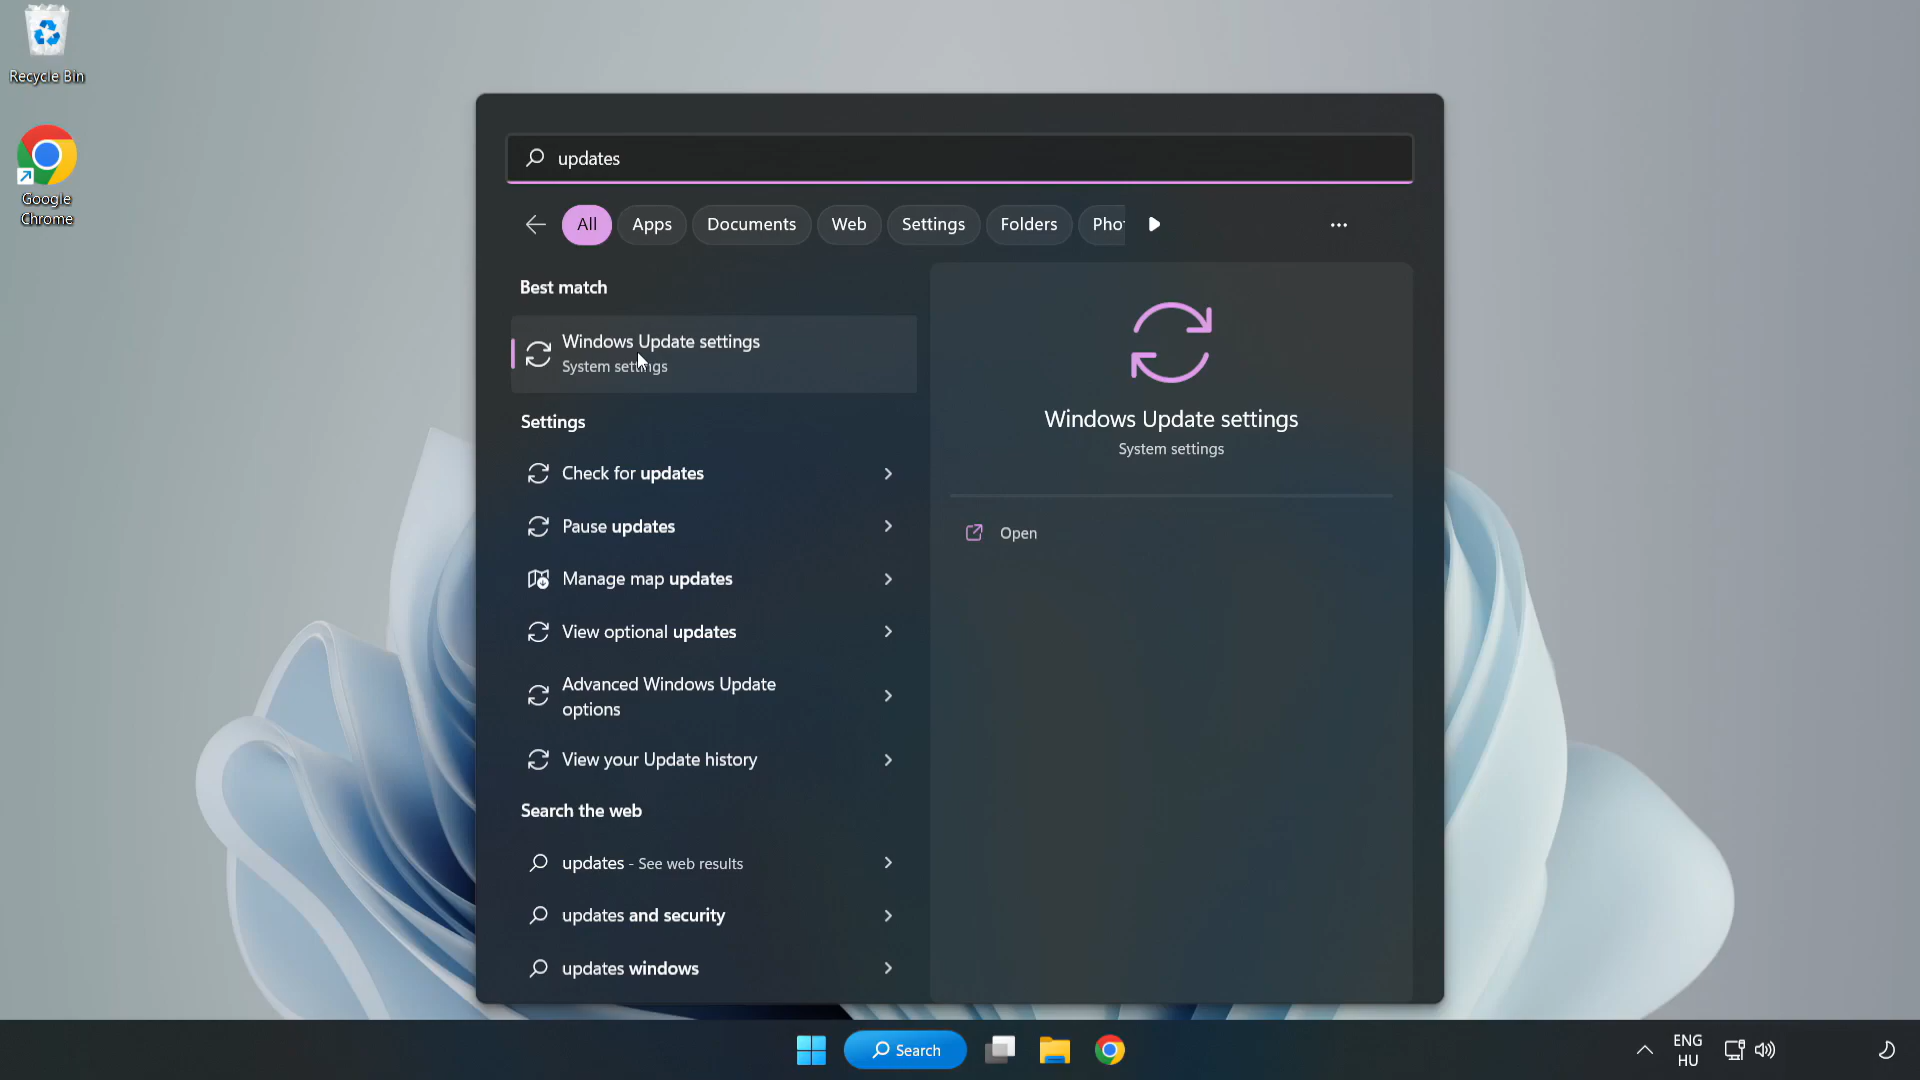 Recycle Bin
Google
Chrome
updates
All
Apps
Documents
Web
Settings
Folders
Pho
Best match
Windows Update settings
System settings
Settings
Check for updates
Pause updates
Manage map updates
View optional updates
Advanced Windows Update
options
View your Update history
Search the web
updates - See web results
updates and security
updates windows
Windows Update settings
System settings
Open
Search
ENG
HU